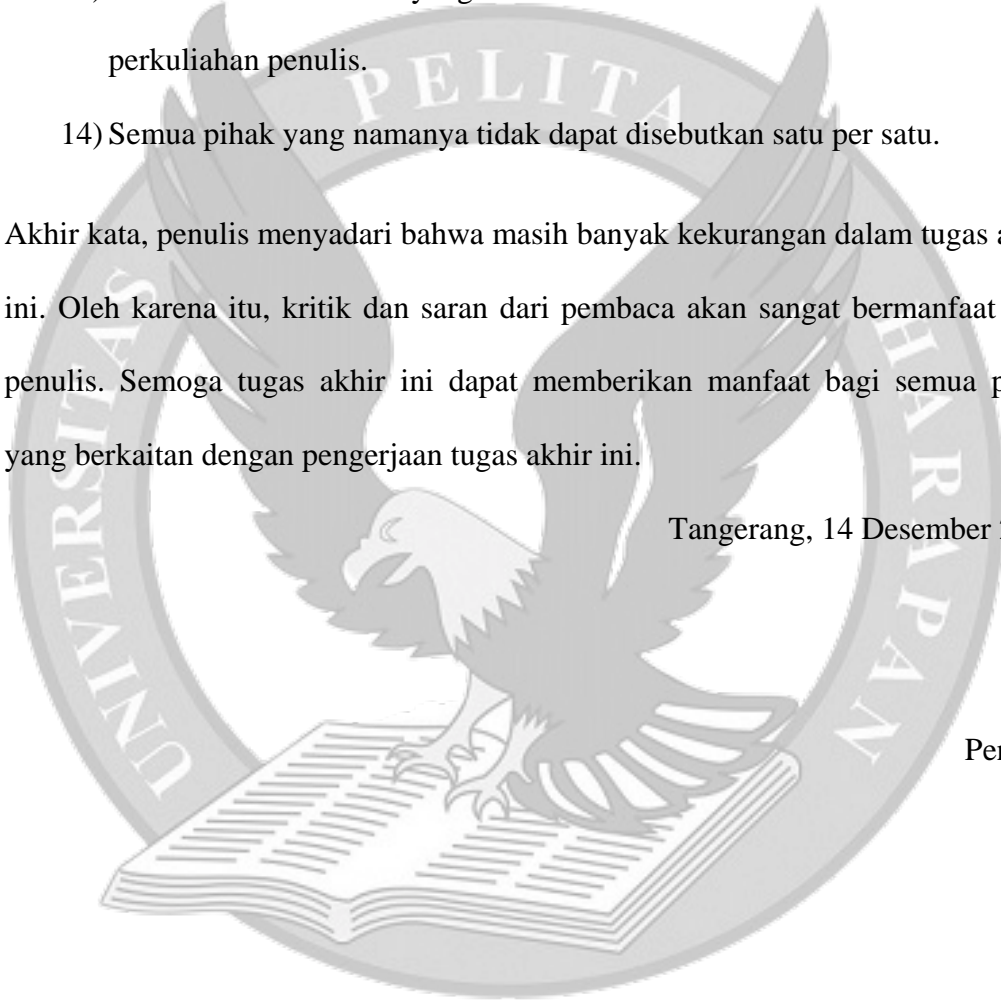 perkuliahan penulis.
14) Semua pihak yang namanya tidak dapat disebutkan satu per satu.
Akhir kata, penulis menyadari bahwa masih banyak kekurangan dalam tugas
ini. Oleh karena itu, kritik dan saran dari pembaca akan sangat bermanfaat
penulis. Semoga tugas akhir ini dapat memberikan manfaat bagi semua
yang berkaitan dengan pengerjaan tugas akhir ini.
Tangerang, 14 Desember
UNIVERSITAS PELITA HARAPAN